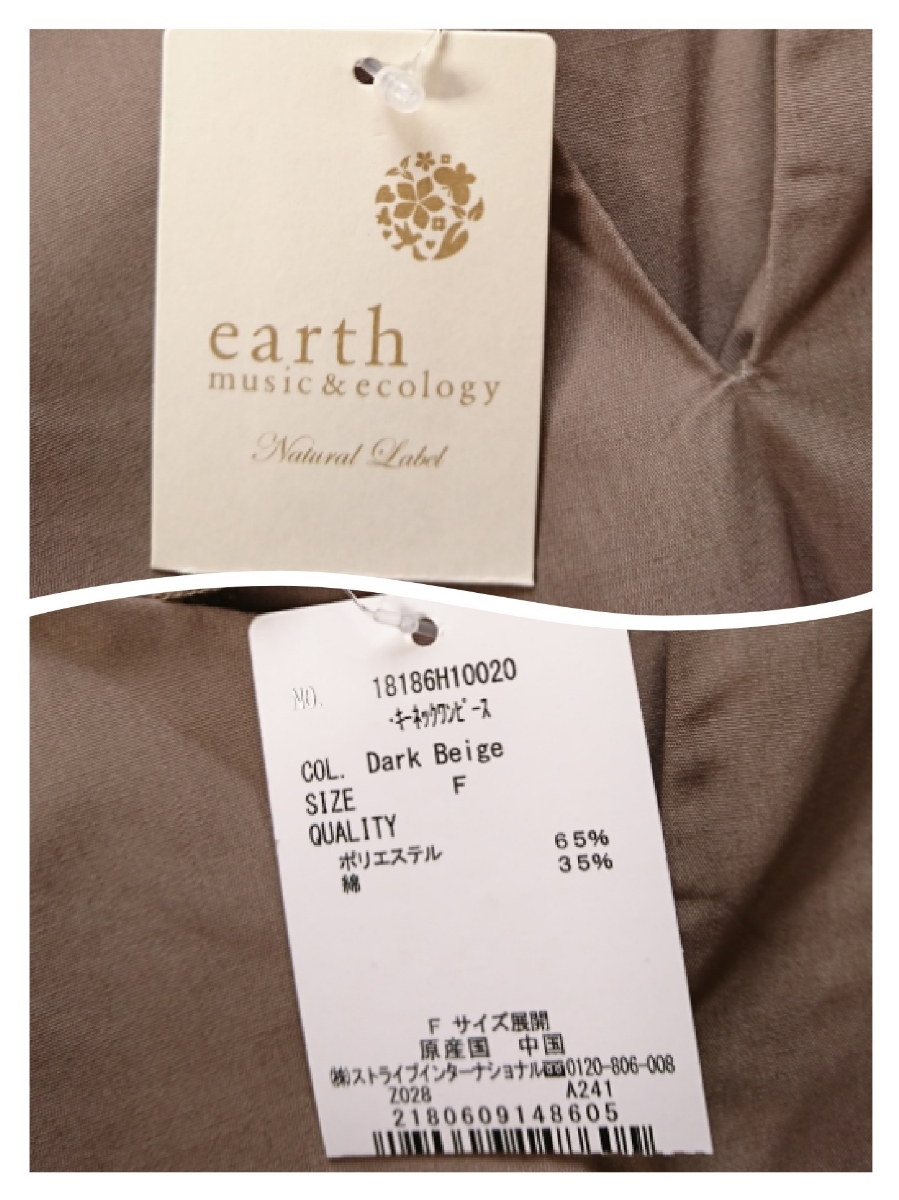 earth
music & ecology
Natural Label
NO. 18186H10020
・キーネックワンピース
COL. Dark Beige
SIZE F
QUALITY
ポリエステル 65%
綿 35%
F サイズ展開
原産国 中国
㈱ストライプインターナショナル☎0120-806-008
Z028 A241
2180609148605